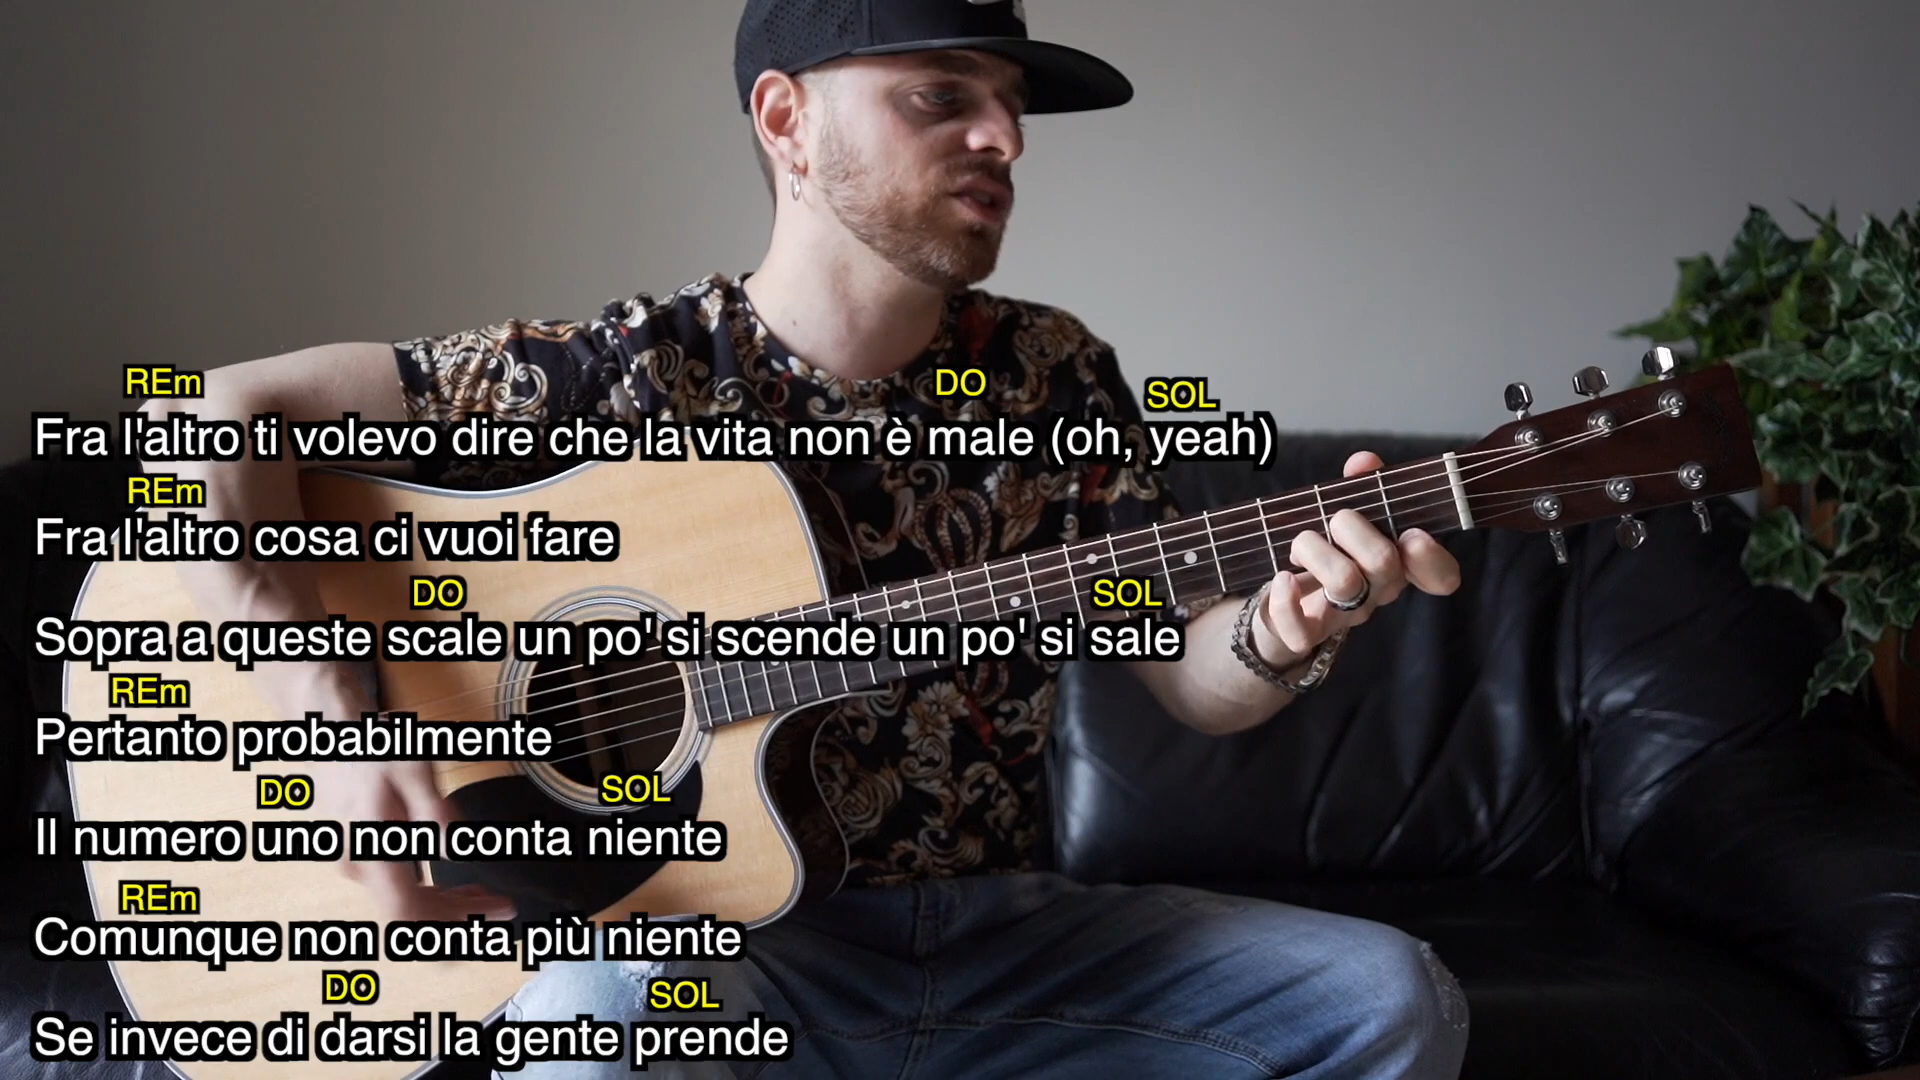 REm DO SOL
Fra l'altro ti volevo dire che la vita non è male (oh, yeah)
REm
Fra l'altro cosa ci vuoi fare
DO SOL
Sopra a queste scale un po' si scende un po' si sale
REm
Pertanto probabilmente
DO SOL
Il numero uno non conta niente
REm
Comunque non conta più niente
DO SOL
Se invece di darsi la gente prende